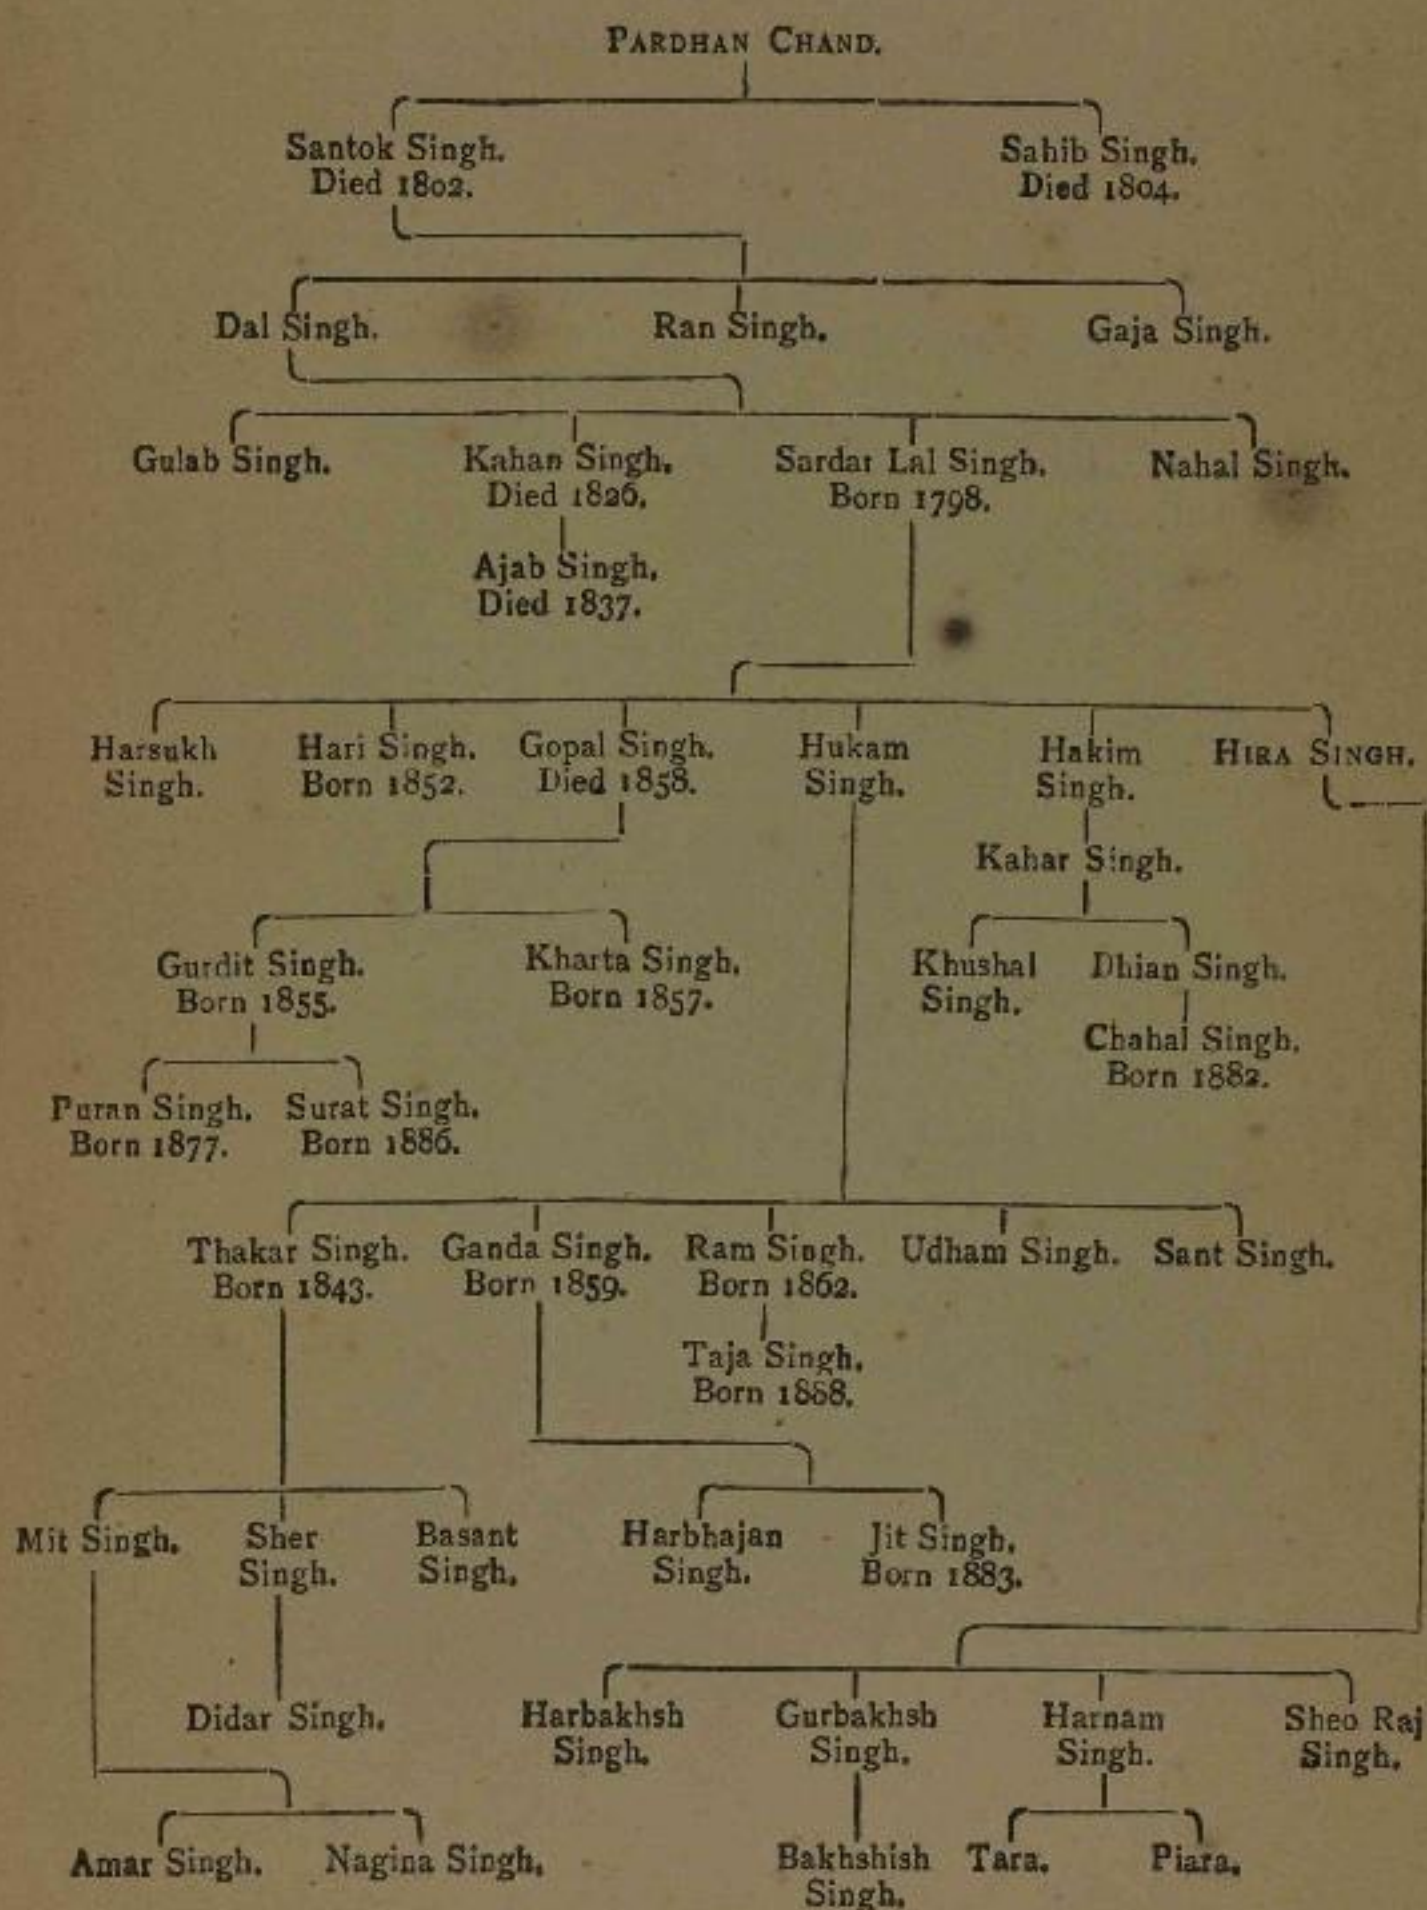 PARDHAN CHAND.
Santok Singh. Sahib Singh.
Died 1802. Died 1804.
Dal Singh. Ran Singh. Gaja Singh.
Gulab Singh. Kahan Singh. Sardar Lal Singh. Nahal Singh.
Died 1826. Born 1798.
Ajab Singh.
Died 1837.
Harsukh Hari Singh. Gopal Singh. Hukam Hakim HIRA SINGH.
Singh. Born 1852. Died 1858. Singh. Singh.
Kahar Singh.
Gurdit Singh. Kharta Singh. Khushal Dhian Singh.
Born 1855. Born 1857. Singh.
Chahal Singh.
Born 1882.
Puran Singh. Surat Singh.
Born 1877. Born 1886.
Thakar Singh. Ganda Singh. Ram Singh. Udham Singh. Sant Singh.
Born 1843. Born 1859. Born 1862.
Taja Singh.
Born 1888.
Mit Singh. Sher Basant Harbhajan Jit Singh.
Singh. Singh. Singh. Born 1883.
Didar Singh. Harbakhsh Gurbakhsh Harnam Sheo Raj
Singh. Singh. Singh. Singh.
Amar Singh. Nagina Singh. Bakhshish Tara. Piara.
Singh.